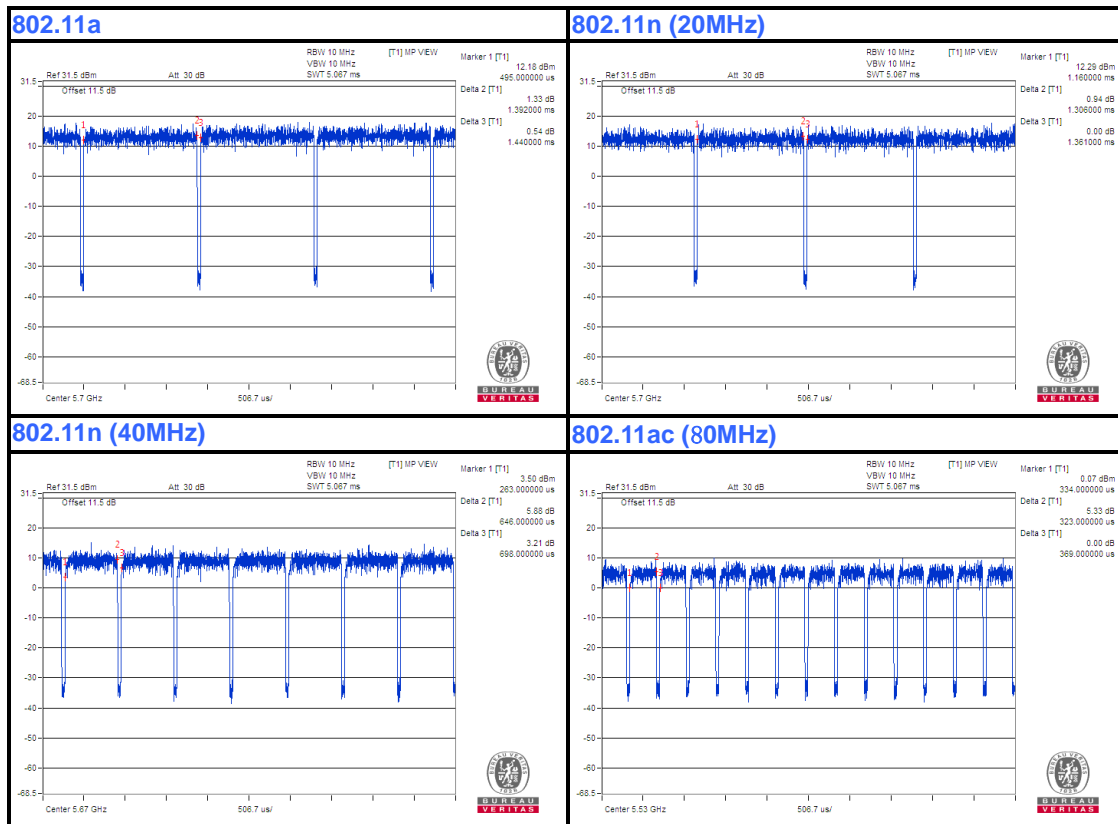 802.11a
RBW 10 MHz [T1] MP VIEW
VBW 10 MHz
Ref 31.5 dBm Att 30 dB SWT 5.067 ms
Marker 1 [T1]
12.18 dBm
495.000000 us
Delta 2 [T1]
1.33 dB
1.392000 ms
Delta 3 [T1]
0.54 dB
1.440000 ms
31.5
Offset 11.5 dB
20
10
0
-10
-20
-30
-40
-50
-60
-68.5
1
2
3
Center 5.7 GHz 506.7 us/
1828
BUREAU
VERITAS
802.11n (20MHz)
RBW 10 MHz [T1] MP VIEW
VBW 10 MHz
Ref 31.5 dBm Att 30 dB SWT 5.067 ms
Marker 1 [T1]
12.29 dBm
1.160000 ms
Delta 2 [T1]
0.94 dB
1.306000 ms
Delta 3 [T1]
0.00 dB
1.361000 ms
31.5
Offset 11.5 dB
20
10
0
-10
-20
-30
-40
-50
-60
-68.5
1
2
3
Center 5.7 GHz 506.7 us/
1828
BUREAU
VERITAS
802.11n (40MHz)
RBW 10 MHz [T1] MP VIEW
VBW 10 MHz
Ref 31.5 dBm Att 30 dB SWT 5.067 ms
Marker 1 [T1]
3.50 dBm
263.000000 us
Delta 2 [T1]
5.88 dB
646.000000 us
Delta 3 [T1]
3.21 dB
698.000000 us
31.5
Offset 11.5 dB
20
10
0
-10
-20
-30
-40
-50
-60
-68.5
2
3
Center 5.67 GHz 506.7 us/
1828
BUREAU
VERITAS
802.11ac (80MHz)
RBW 10 MHz [T1] MP VIEW
VBW 10 MHz
Ref 31.5 dBm Att 30 dB SWT 5.067 ms
Marker 1 [T1]
0.07 dBm
334.000000 us
Delta 2 [T1]
5.33 dB
323.000000 us
Delta 3 [T1]
0.00 dB
369.000000 us
31.5
Offset 11.5 dB
20
10
0
-10
-20
-30
-40
-50
-60
-68.5
2
3
Center 5.53 GHz 506.7 us/
1828
BUREAU
VERITAS